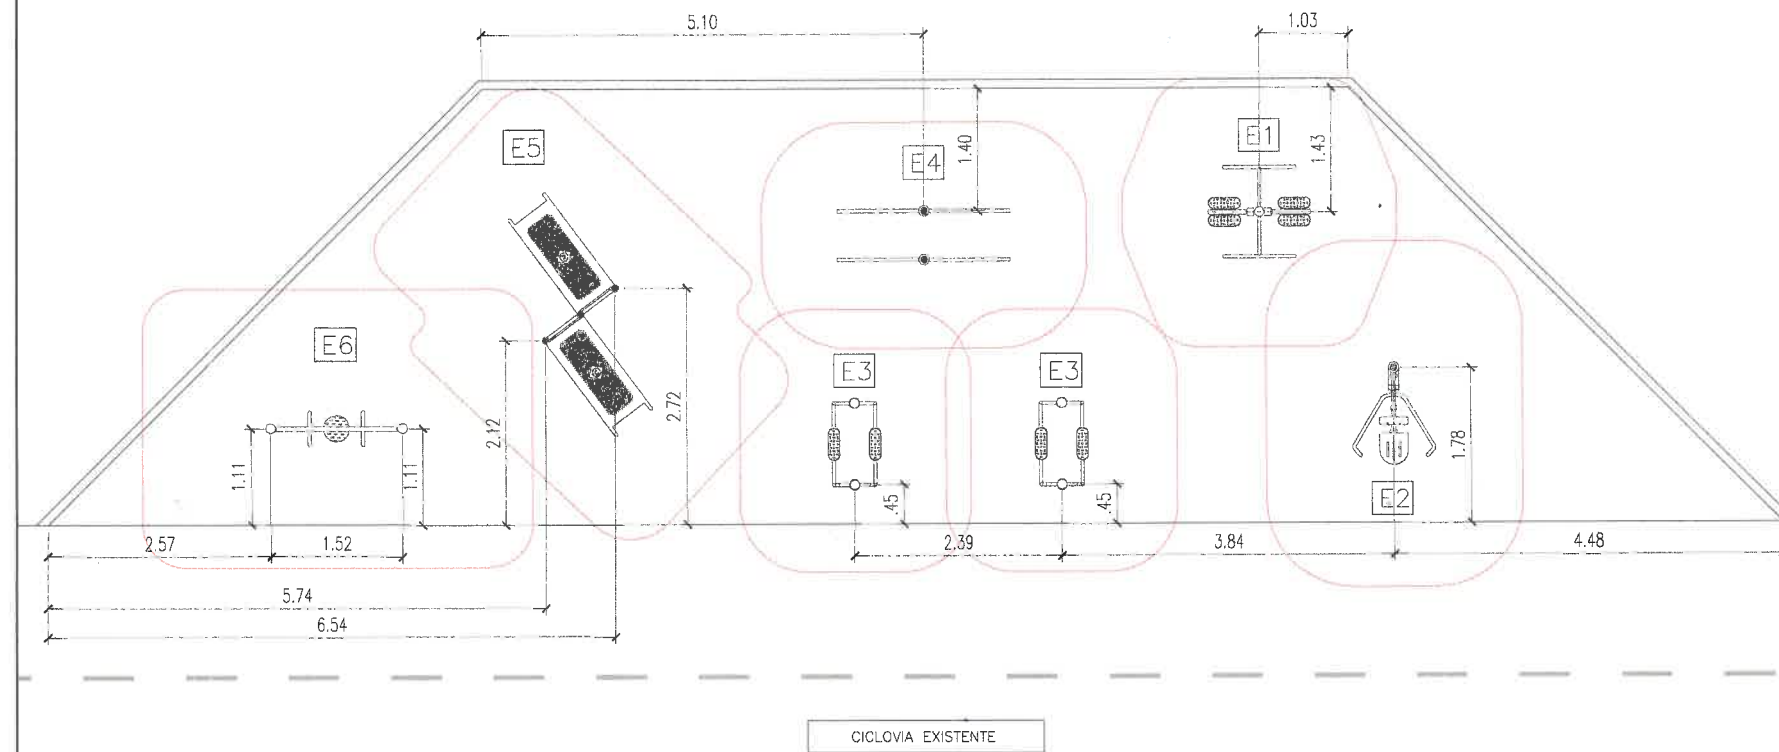 5.10
1.03
E5
E4
1.40
E1
1.43
E6
E3
E3
2.12
2.72
1.78
1.11
1.11
.45
.45
E2
2.57
1.52
2.39
3.84
4.48
5.74
6.54
CICLOVIA EXISTENTE